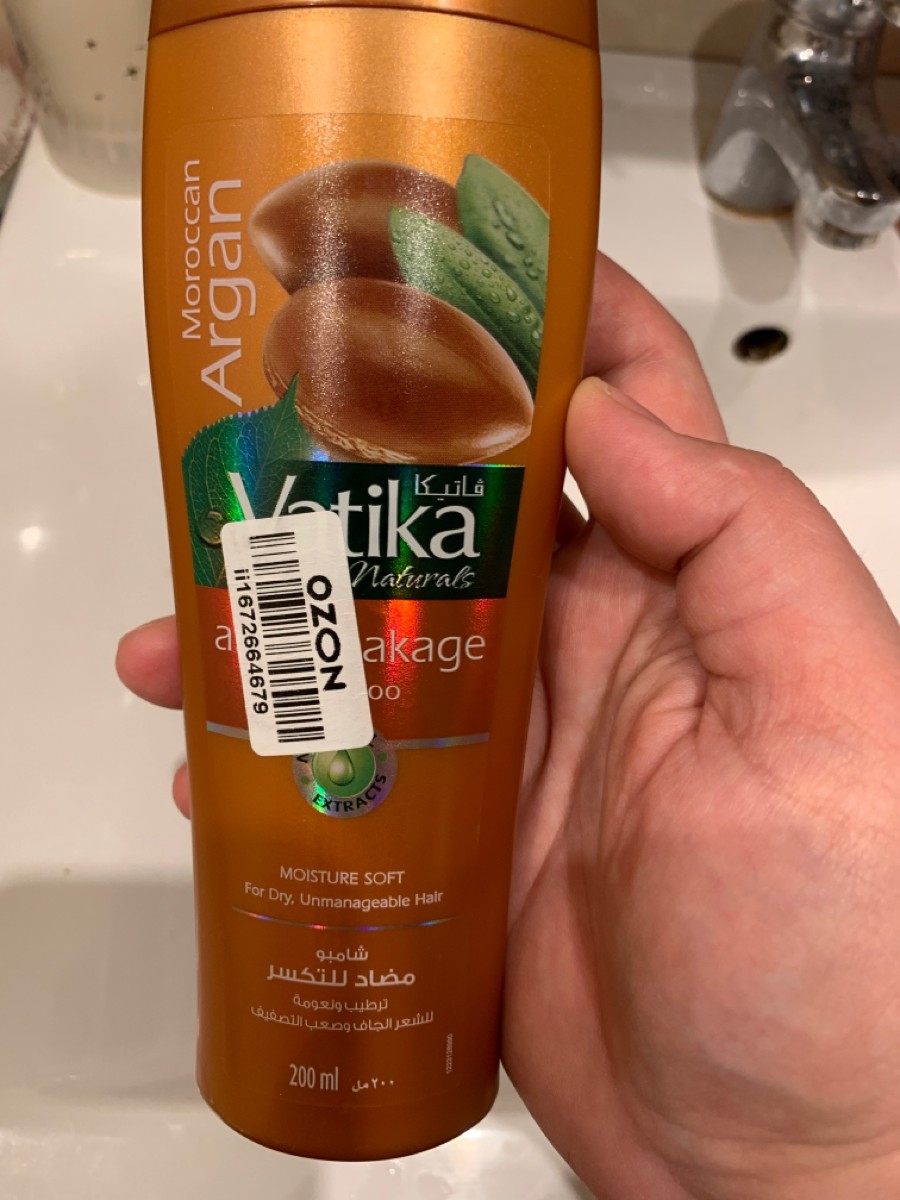 Moroccan
Argan
ڤاتيكا
Vatika
Naturals
OZON
ii1672664679
akage
oo
EXTRACTS
MOISTURE SOFT
For Dry, Unmanageable Hair
شامبو
مضاد للتكسر
ترطيب ونعومة
للشعر الجاف وصعب التصفيف
200 ml ٢٠٠ مل